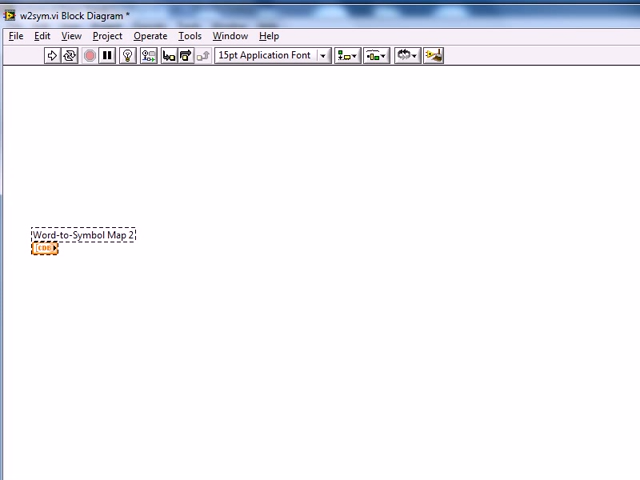 w2sym.vi Block Diagram *
File Edit View Project Operate Tools Window Help
15pt Application Font
Word-to-Symbol Map 2